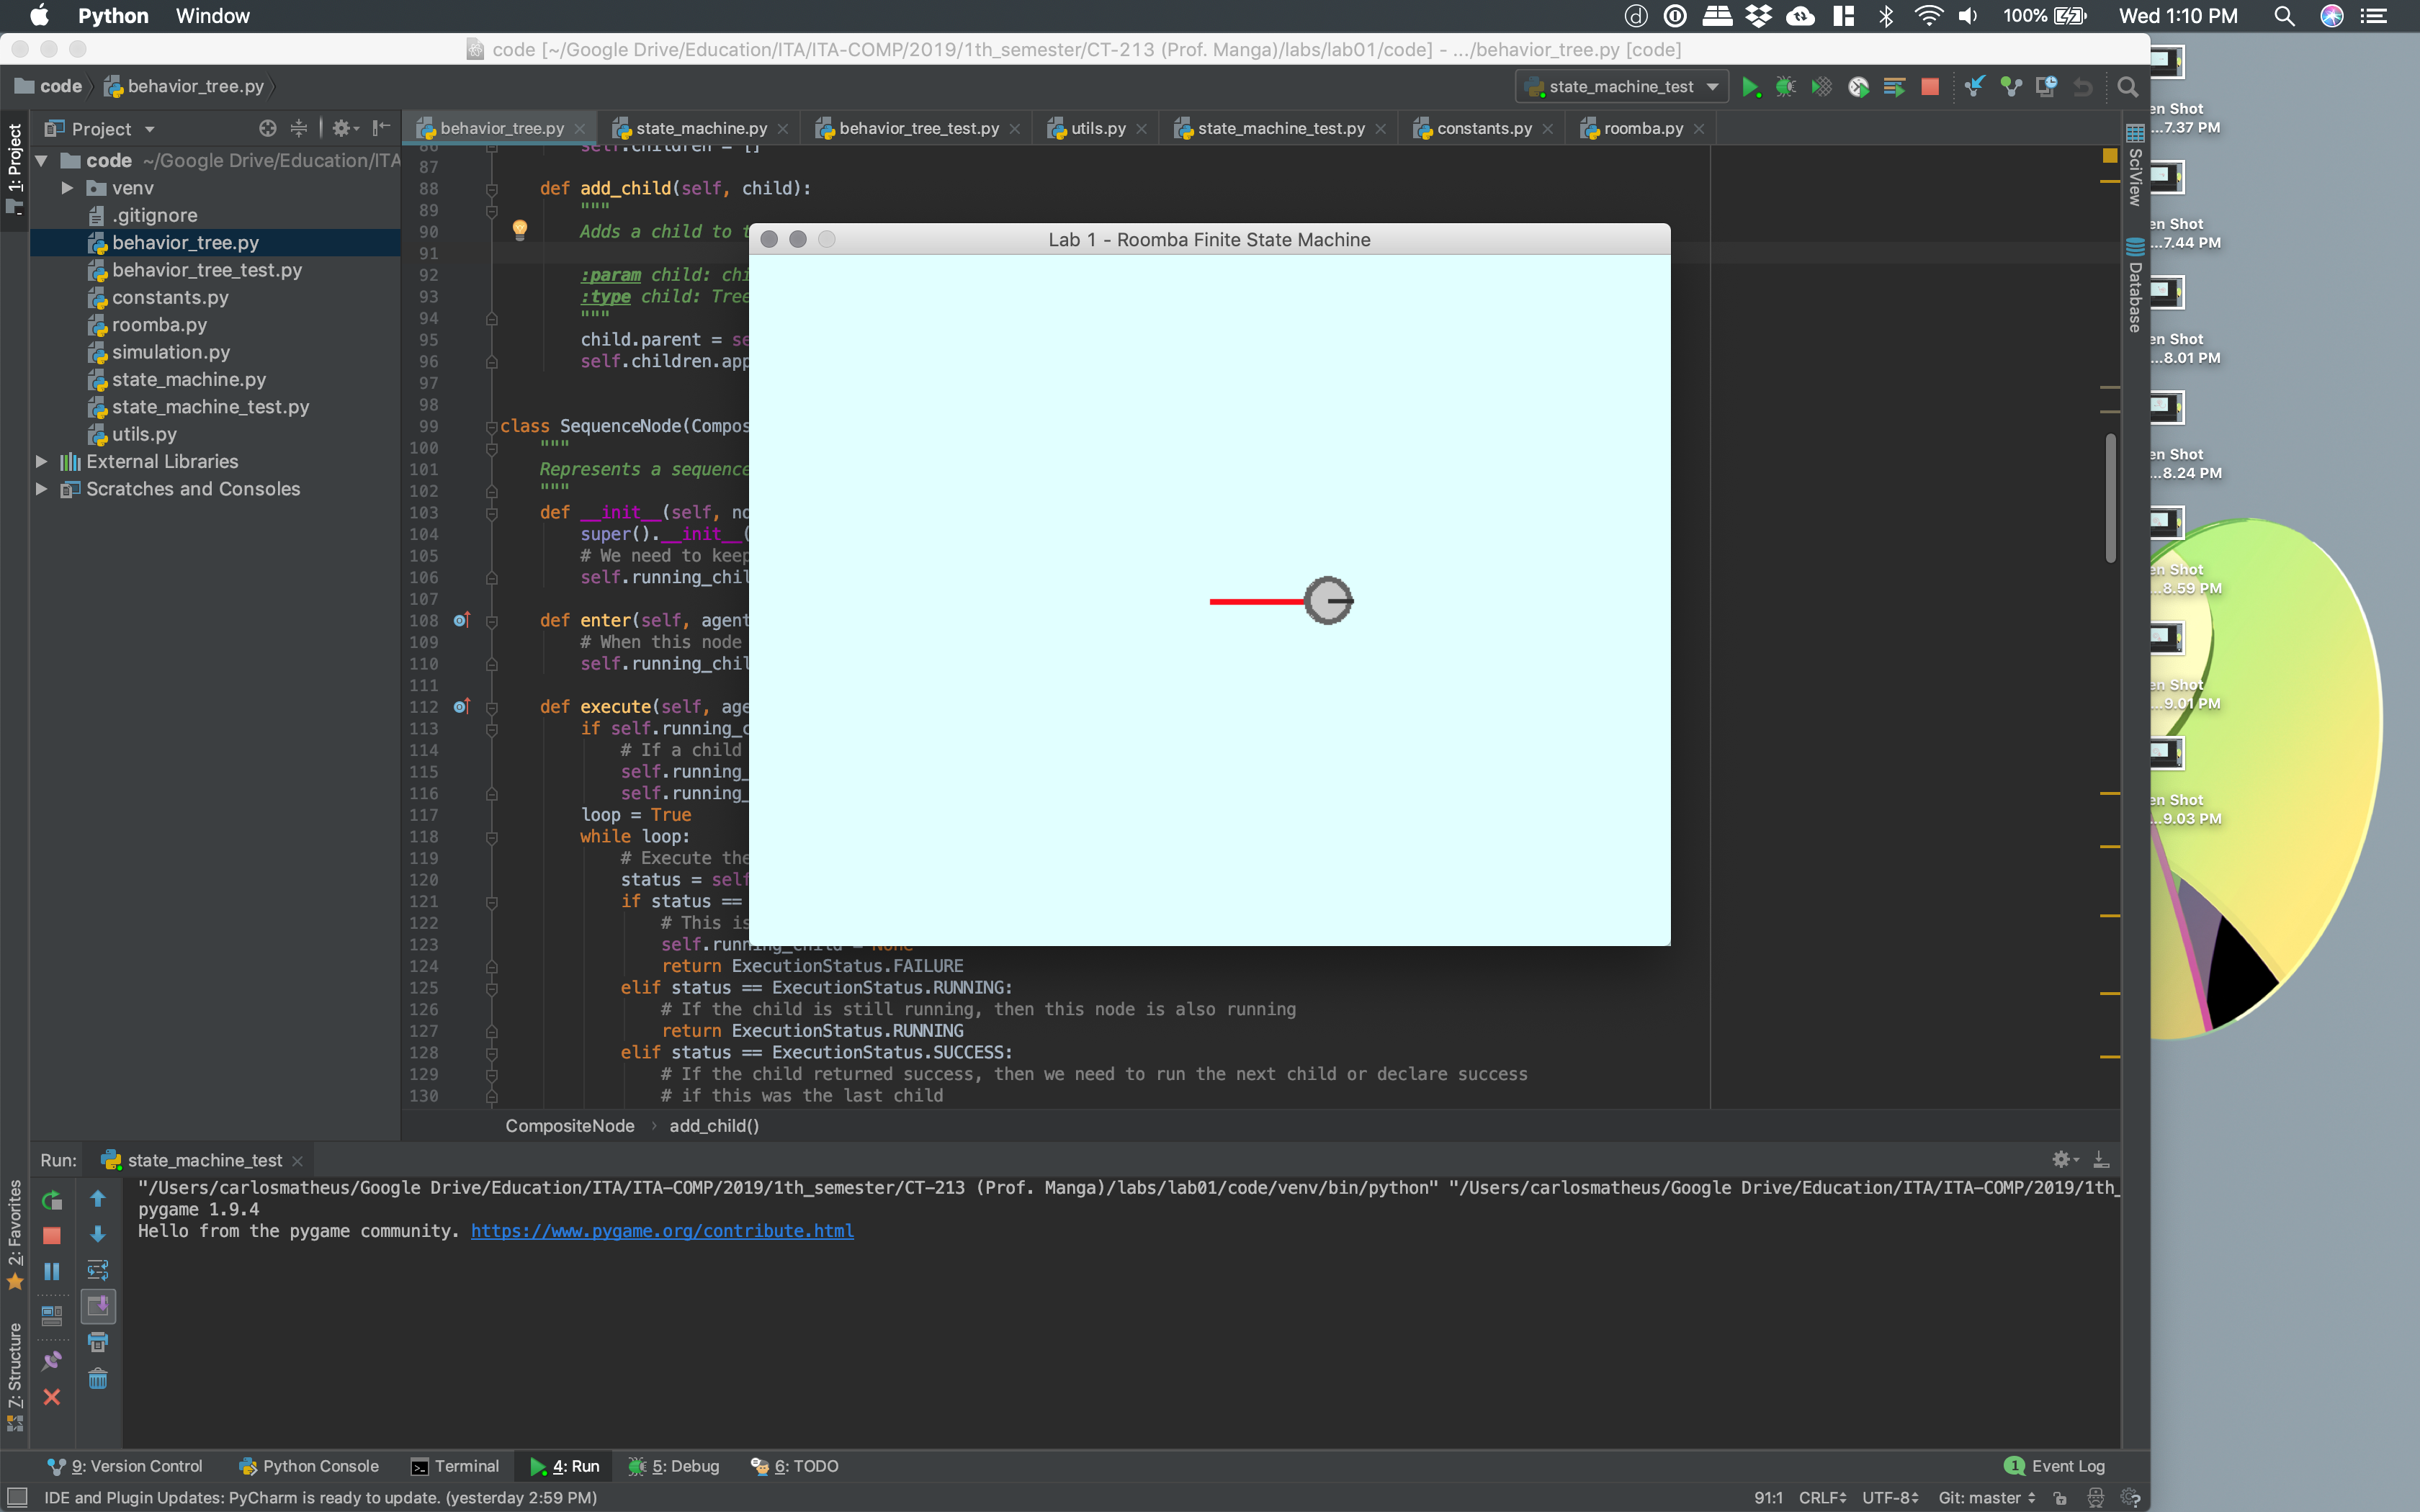 Python Window
100% Wed 1:10 PM
code [~/Google Drive/Education/ITA/ITA-COMP/2019/1th_semester/CT-213 (Prof. Manga)/labs/lab01/code] - .../behavior_tree.py [code]
code behavior_tree.py state_machine_test
Project
behavior_tree.py state_machine.py behavior_tree_test.py utils.py state_machine_test.py constants.py roomba.py
1: Project
code ~/Google Drive/Education/ITA
venv
.gitignore
behavior_tree.py
behavior_tree_test.py
constants.py
roomba.py
simulation.py
state_machine.py
state_machine_test.py
utils.py
External Libraries
Scratches and Consoles
86 self.children = []
87
88 def add_child(self, child):
89 """
90 Adds a child to t
91
92 :param child: chi
93 :type child: Tree
94 """
95 child.parent = se
96 self.children.app
97
98
99 class SequenceNode(Compos
100 """
101 Represents a sequence
102 """
103 def __init__(self, no
104 super().__init__(
105 # We need to keep
106 self.running_chil
107
108 def enter(self, agent
109 # When this node
110 self.running_chil
111
112 def execute(self, age
113 if self.running_c
114 # If a child
115 self.running_
116 self.running_
117 loop = True
118 while loop:
119 # Execute the
120 status = self
121 if status ==
122 # This is
123 self.running_child = None
124 return ExecutionStatus.FAILURE
125 elif status == ExecutionStatus.RUNNING:
126 # If the child is still running, then this node is also running
127 return ExecutionStatus.RUNNING
128 elif status == ExecutionStatus.SUCCESS:
129 # If the child returned success, then we need to run the next child or declare success
130 # if this was the last child
CompositeNode › add_child()
Lab 1 - Roomba Finite State Machine
SciView
Database
en Shot
...7.37 PM
en Shot
...7.44 PM
en Shot
...8.01 PM
en Shot
...8.24 PM
en Shot
...8.59 PM
en Shot
...9.01 PM
en Shot
...9.03 PM
Run: state_machine_test
"/Users/carlosmatheus/Google Drive/Education/ITA/ITA-COMP/2019/1th_semester/CT-213 (Prof. Manga)/labs/lab01/code/venv/bin/python" "/Users/carlosmatheus/Google Drive/Education/ITA/ITA-COMP/2019/1th_
pygame 1.9.4
Hello from the pygame community. https://www.pygame.org/contribute.html
2: Favorites
7: Structure
9: Version Control Python Console Terminal 4: Run 5: Debug 6: TODO 1 Event Log
IDE and Plugin Updates: PyCharm is ready to update. (yesterday 2:59 PM) 91:1 CRLF UTF-8 Git: master